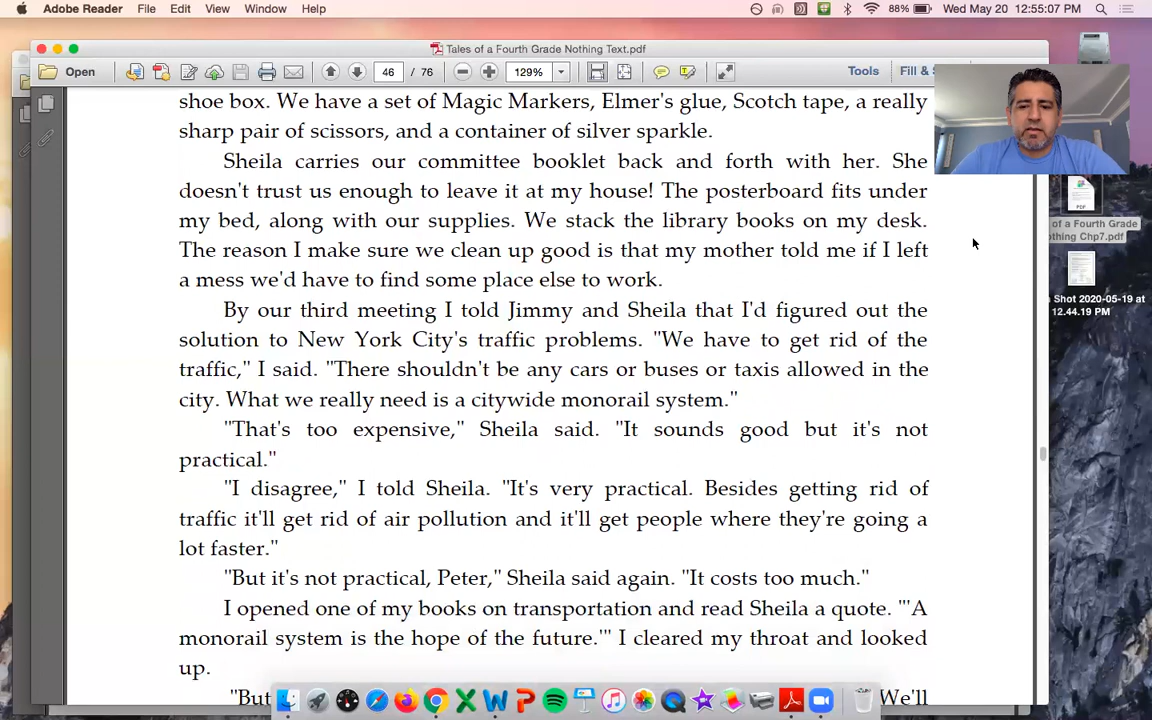 Adobe Reader File Edit View Window Help 88% Wed May 20 12:55:07 PM
Tales of a Fourth Grade Nothing Text.pdf
Open 46 / 76 129% Tools Fill &
shoe box. We have a set of Magic Markers, Elmer's glue, Scotch tape, a really
sharp pair of scissors, and a container of silver sparkle.
Sheila carries our committee booklet back and forth with her. She
doesn't trust us enough to leave it at my house! The posterboard fits under
my bed, along with our supplies. We stack the library books on my desk.
The reason I make sure we clean up good is that my mother told me if I left
a mess we'd have to find some place else to work.
By our third meeting I told Jimmy and Sheila that I'd figured out the
solution to New York City's traffic problems. "We have to get rid of the
traffic," I said. "There shouldn't be any cars or buses or taxis allowed in the
city. What we really need is a citywide monorail system."
"That's too expensive," Sheila said. "It sounds good but it's not
practical."
"I disagree," I told Sheila. "It's very practical. Besides getting rid of
traffic it'll get rid of air pollution and it'll get people where they're going a
lot faster."
"But it's not practical, Peter," Sheila said again. "It costs too much."
I opened one of my books on transportation and read Sheila a quote. "'A
monorail system is the hope of the future.'" I cleared my throat and looked
up.
"But We'll
PDF
of a Fourth Grade
othing Chp7.pdf
Shot 2020-05-19 at
12.44.19 PM